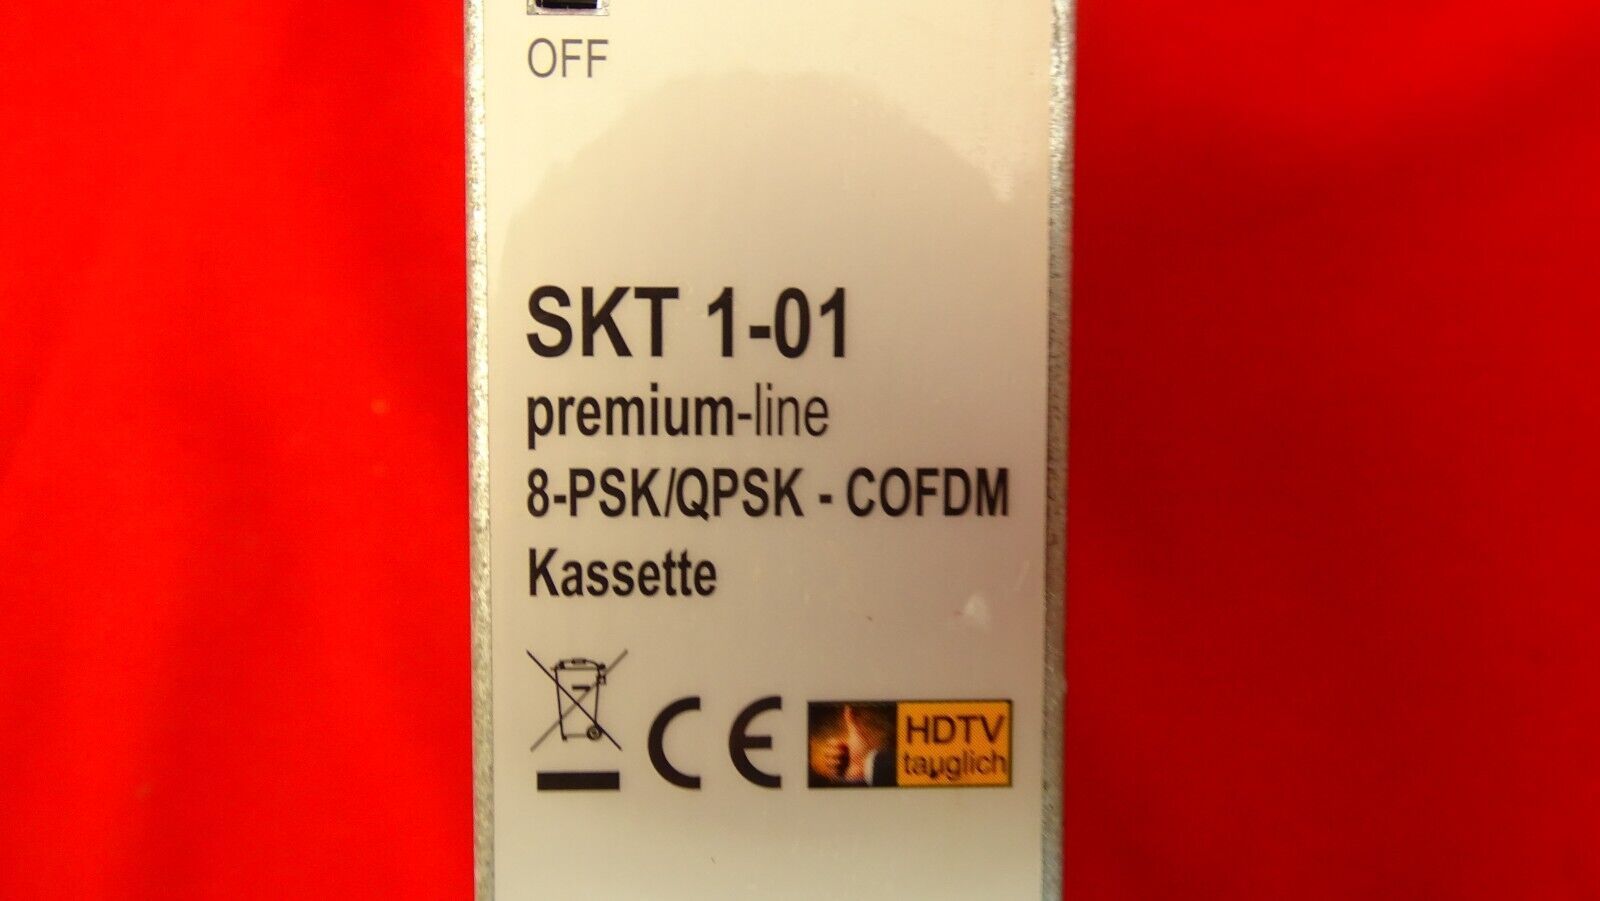 OFF
SKT 1-01
premium-line
8-PSK/QPSK - COFDM
Kassette
CE
HDTV
tauglich